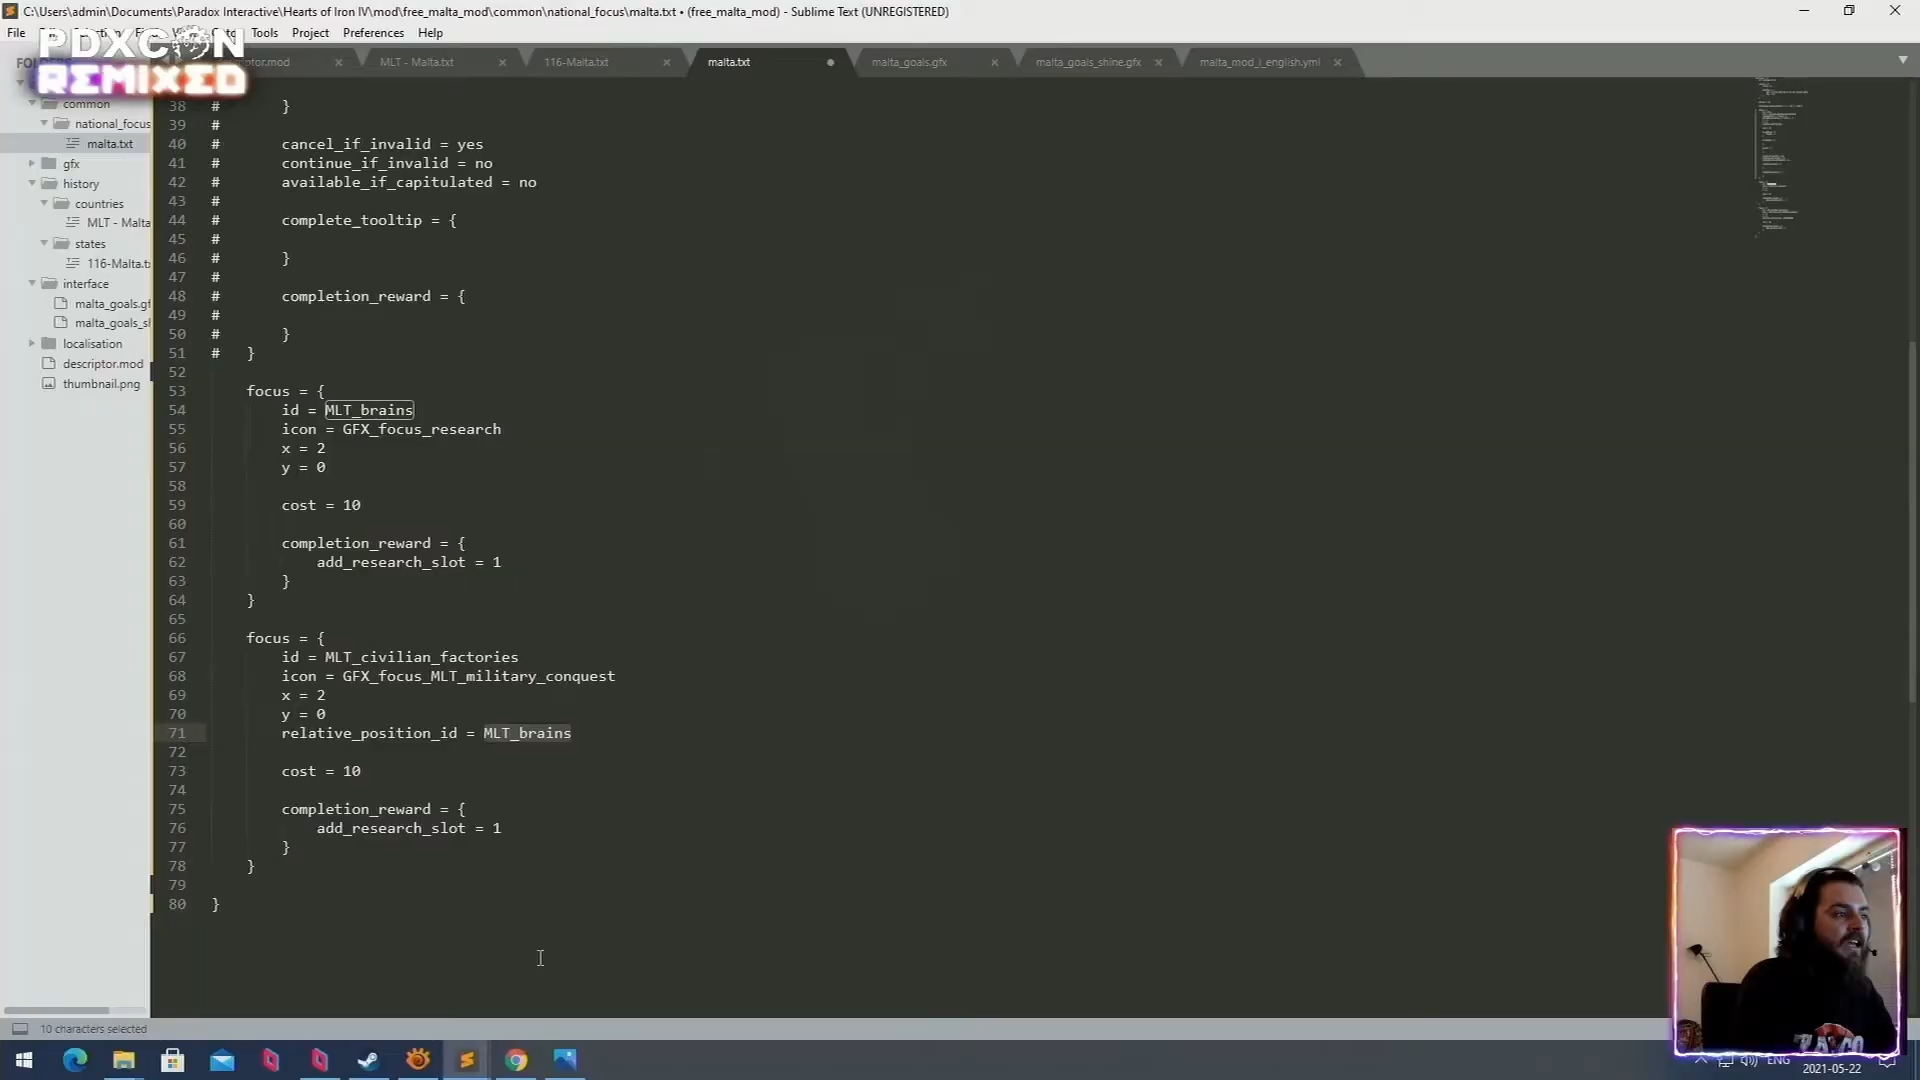 C:\Users\admin\Documents\Paradox Interactive\Hearts of Iron IV\mod\free_malta_mod\common\national_focus\malta.txt • (free_malta_mod) - Sublime Text (UNREGISTERED)
File Tools Project Preferences Help
PDXCON
REMIXED
MLT - Malta.txt 116-Malta.txt malta.txt malta_goals.gfx malta_goals_shine.gfx malta_mod_l_english.yml
common
national_focus
malta.txt
gfx
history
countries
MLT - Malta
states
116-Malta.t
interface
malta_goals.gf
malta_goals_s
localisation
descriptor.mod
thumbnail.png
38 # }
39 #
40 # cancel_if_invalid = yes
41 # continue_if_invalid = no
42 # available_if_capitulated = no
43 #
44 # complete_tooltip = {
45 #
46 # }
47 #
48 # completion_reward = {
49 #
50 # }
51 # }
52
53 focus = {
54 id = MLT_brains
55 icon = GFX_focus_research
56 x = 2
57 y = 0
58
59 cost = 10
60
61 completion_reward = {
62 add_research_slot = 1
63 }
64 }
65
66 focus = {
67 id = MLT_civilian_factories
68 icon = GFX_focus_MLT_military_conquest
69 x = 2
70 y = 0
71 relative_position_id = MLT_brains
72
73 cost = 10
74
75 completion_reward = {
76 add_research_slot = 1
77 }
78 }
79
80 }
10 characters selected
ENG
2021-05-22